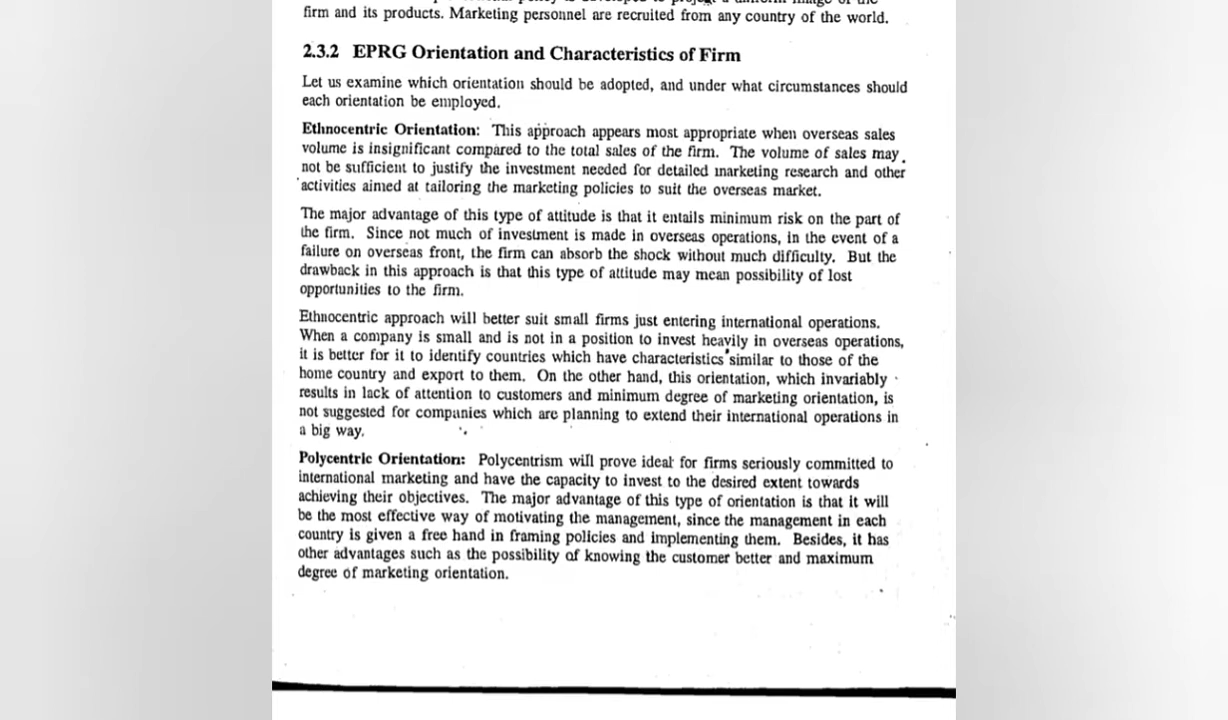 firm and its products. Marketing personnel are recruited from any country of the world.
2.3.2 EPRG Orientation and Characteristics of Firm
Let us examine which orientation should be adopted, and under what circumstances should
each orientation be employed.
Ethnocentric Orientation: This approach appears most appropriate when overseas sales
volume is insignificant compared to the total sales of the firm. The volume of sales may
not be sufficient to justify the investment needed for detailed marketing research and other
activities aimed at tailoring the marketing policies to suit the overseas market.
The major advantage of this type of attitude is that it entails minimum risk on the part of
the firm. Since not much of investment is made in overseas operations, in the event of a
failure on overseas front, the firm can absorb the shock without much difficulty. But the
drawback in this approach is that this type of attitude may mean possibility of lost
opportunities to the firm.
Ethnocentric approach will better suit small firms just entering international operations.
When a company is small and is not in a position to invest heavily in overseas operations,
it is better for it to identify countries which have characteristics similar to those of the
home country and export to them. On the other hand, this orientation, which invariably
results in lack of attention to customers and minimum degree of marketing orientation, is
not suggested for companies which are planning to extend their international operations in
a big way.
Polycentric Orientation: Polycentrism will prove ideal for firms seriously committed to
international marketing and have the capacity to invest to the desired extent towards
achieving their objectives. The major advantage of this type of orientation is that it will
be the most effective way of motivating the management, since the management in each
country is given a free hand in framing policies and implementing them. Besides, it has
other advantages such as the possibility of knowing the customer better and maximum
degree of marketing orientation.